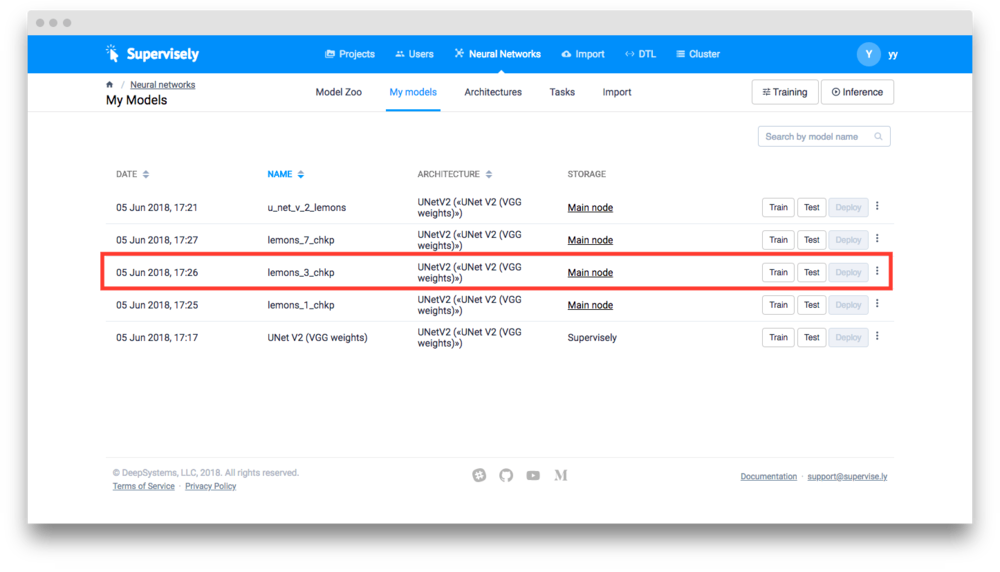 Supervisely
Projects Users Neural Networks Import DTL Cluster
Y yy
/ Neural networks
My Models
Model Zoo My models Architectures Tasks Import
Training Inference
Search by model name
DATE NAME ARCHITECTURE STORAGE
05 Jun 2018, 17:21 u_net_v_2_lemons UNetV2 («UNet V2 (VGG
weights)») Main node Train Test Deploy
05 Jun 2018, 17:27 lemons_7_chkp UNetV2 («UNet V2 (VGG
weights)») Main node Train Test Deploy
05 Jun 2018, 17:26 lemons_3_chkp UNetV2 («UNet V2 (VGG
weights)») Main node Train Test Deploy
05 Jun 2018, 17:25 lemons_1_chkp UNetV2 («UNet V2 (VGG
weights)») Main node Train Test Deploy
05 Jun 2018, 17:17 UNet V2 (VGG weights) UNetV2 («UNet V2 (VGG
weights)») Supervisely Train Test Deploy
© DeepSystems, LLC, 2018. All rights reserved.
Terms of Service · Privacy Policy
Documentation · support@supervise.ly